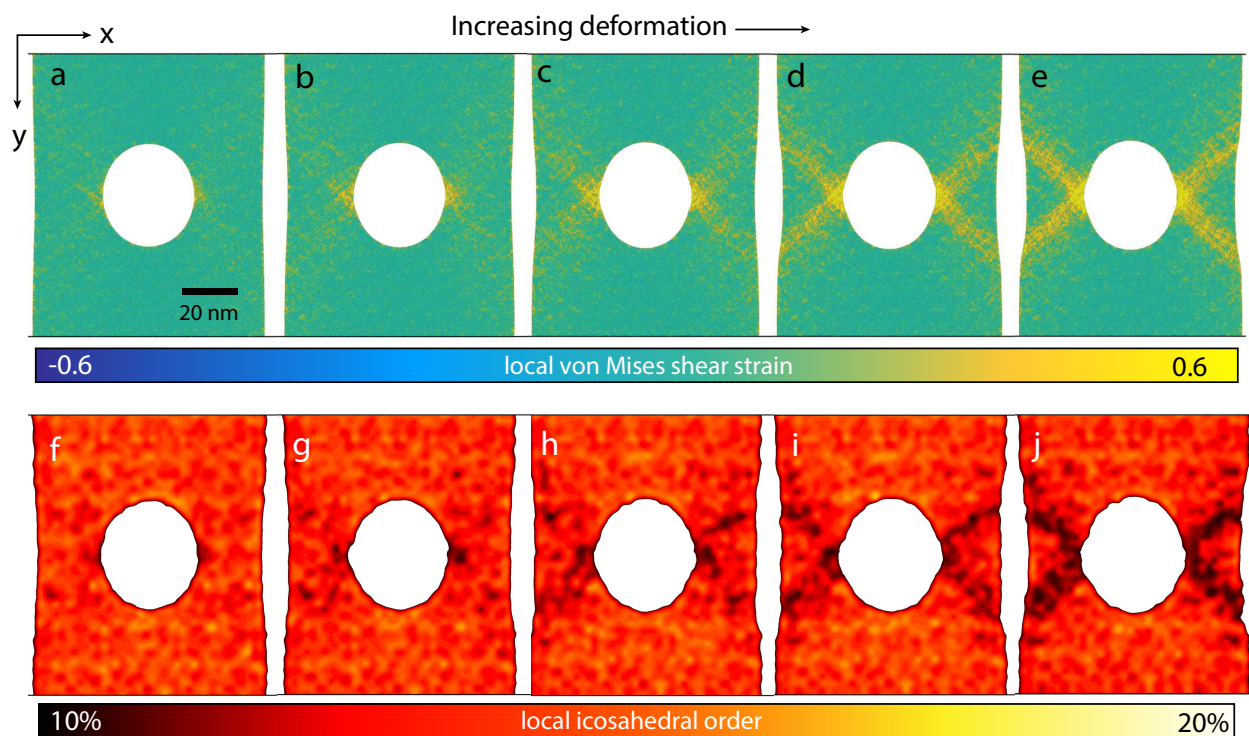 Increasing deformation
x
y
a
b
c
d
e
20 nm
-0.6
local von Mises shear strain
0.6
f
g
h
i
j
10%
local icosahedral order
20%